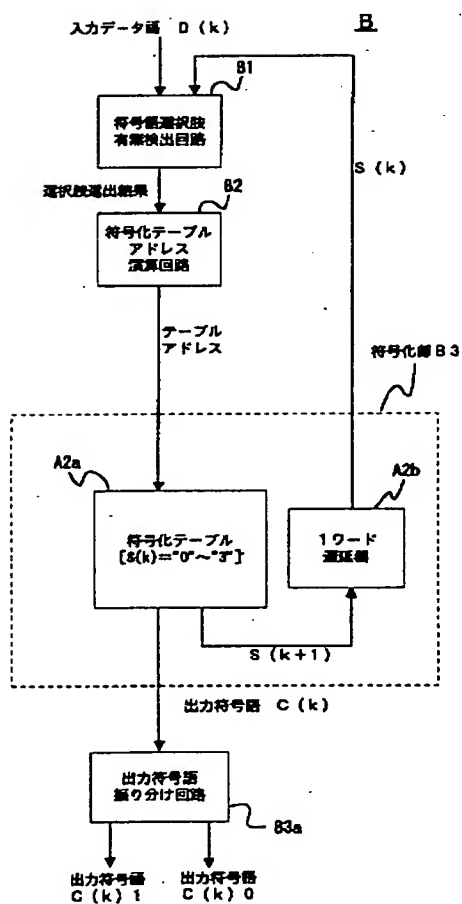 B
入力データ語 D(k)
B1
符号語選択肢
有無検出回路
S(k)
選択肢選出結果
B2
符号化テーブル
アドレス
演算回路
テーブル
アドレス
符号化部B3
A2a
A2b
符号化テーブル
[S(k)="0"～"3"]
1ワード
遅延器
S(k+1)
出力符号語 C(k)
出力符号語
振り分け回路
B3a
出力符号語
C(k)1
出力符号語
C(k)0